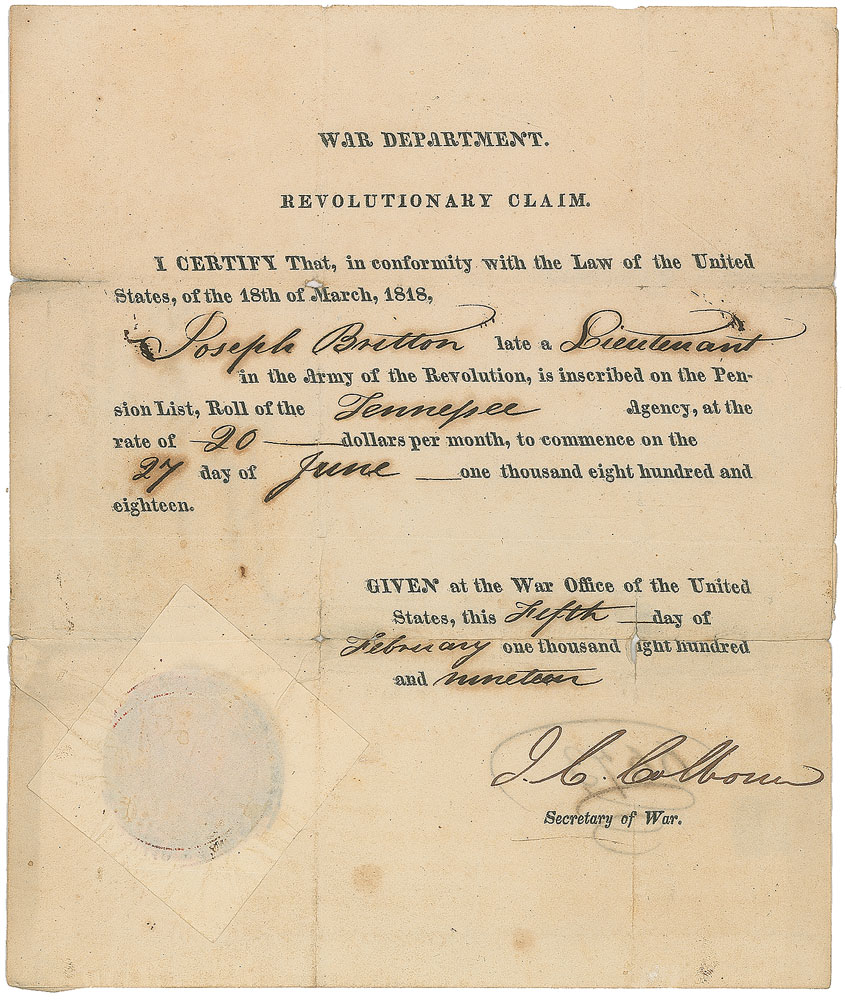 WAR DEPARTMENT.
REVOLUTIONARY CLAIM.
I CERTIFY That, in conformity with the Law of the United
States, of the 18th of March, 1818,
Joseph Britton late a Lieutenant
in the Army of the Revolution, is inscribed on the Pen-
sion List, Roll of the Tennessee Agency, at the
rate of 20 dollars per month, to commence on the
27 day of June one thousand eight hundred and
eighteen.
GIVEN at the War Office of the United
States, this Fifth day of
February one thousand eight hundred
and nineteen
J. C. Calhoun
Secretary of War.